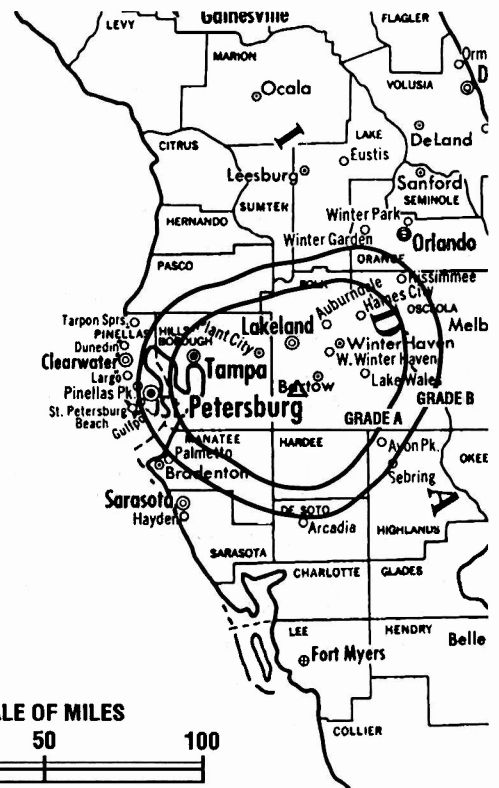 Gainesville
FLAGLER
LEVY
MARION
Orm
D
Ocala
VOLUSIA
I
LAKE
DeLand
CITRUS
Eustis
Leesburg
Sanford
SEMINOLE
SUMTER
Winter Park
HERNANDO
Winter Garden
Orlando
ORANGE
PASCO
Kissimmee
POLK
Auburndale
Haines City
OSCEOLA
Tarpon Sprs.
PINELLAS
HILLSBOROUGH
Plant City
Lakeland
D
Melb
Dunedin
Winter Haven
Clearwater
Tampa
W. Winter Haven
Largo
Bartow
Lake Wales
Pinellas Pk.
GRADE B
St. Petersburg
St. Petersburg Beach
GRADE A
MANATEE
HARDEE
Avon Pk.
Palmetto
OKEE
Bradenton
Sebring
A
Sarasota
DE SOTO
Hayden
Arcadia
HIGHLANDS
SARASOTA
CHARLOTTE
GLADES
LEE
HENDRY
Belle
Fort Myers
LE OF MILES
COLLIER
50
100